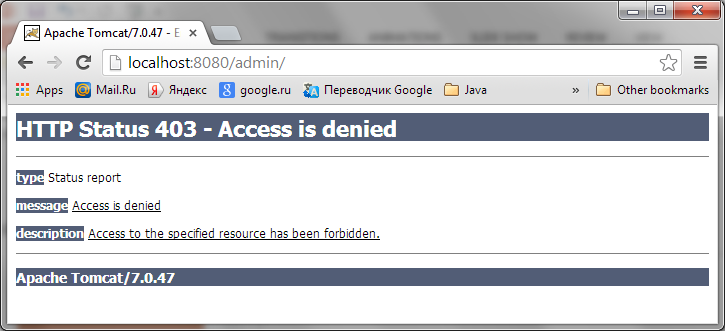 Apache Tomcat/7.0.47 - E
localhost:8080/admin/
Apps Mail.Ru Яндекс google.ru Переводчик Google Java » Other bookmarks
HTTP Status 403 - Access is denied
type Status report
message Access is denied
description Access to the specified resource has been forbidden.
Apache Tomcat/7.0.47